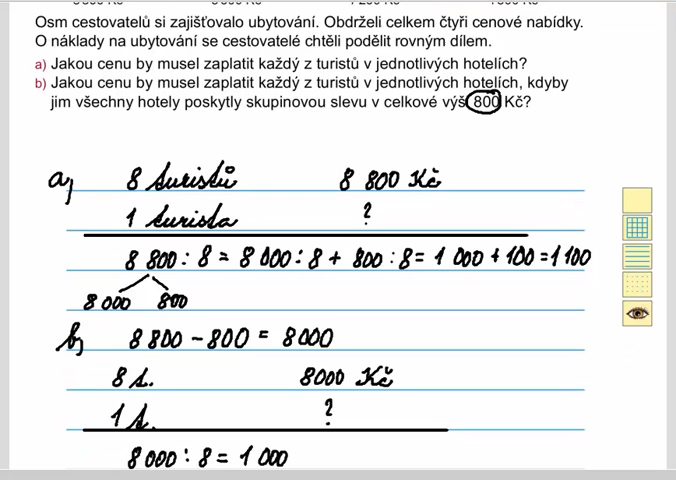 Osm cestovatelů si zajišťovalo ubytování. Obdrželi celkem čtyři cenové nabídky.
O náklady na ubytování se cestovatelé chtěli podělit rovným dílem.
a) Jakou cenu by musel zaplatit každý z turistů v jednotlivých hotelích?
b) Jakou cenu by musel zaplatit každý z turistů v jednotlivých hotelích, kdyby
jim všechny hotely poskytly skupinovou slevu v celkové výši 800 Kč?
a) 8 turistů 8 800 Kč
1 turista ?
8 800 : 8 = 8 000 : 8 + 800 : 8 = 1 000 + 100 = 1 100
8 000 800
b) 8 800 - 800 = 8000
8 t. 8000 Kč
1 t. ?
8 000 : 8 = 1 000